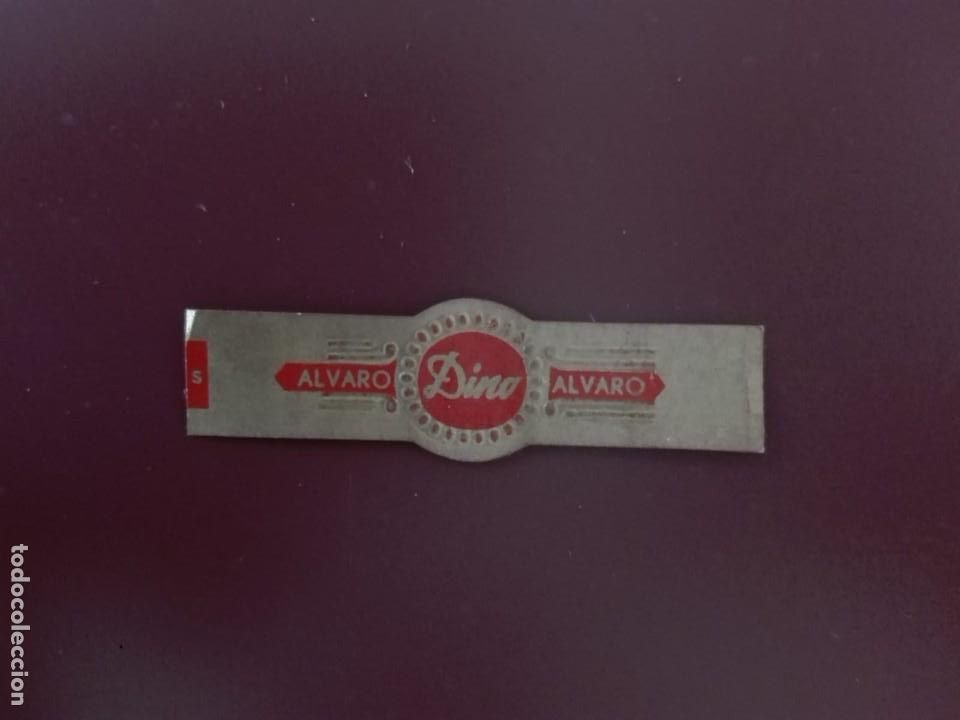 S
ALVARO
Dino
ALVARO
todocoleccion